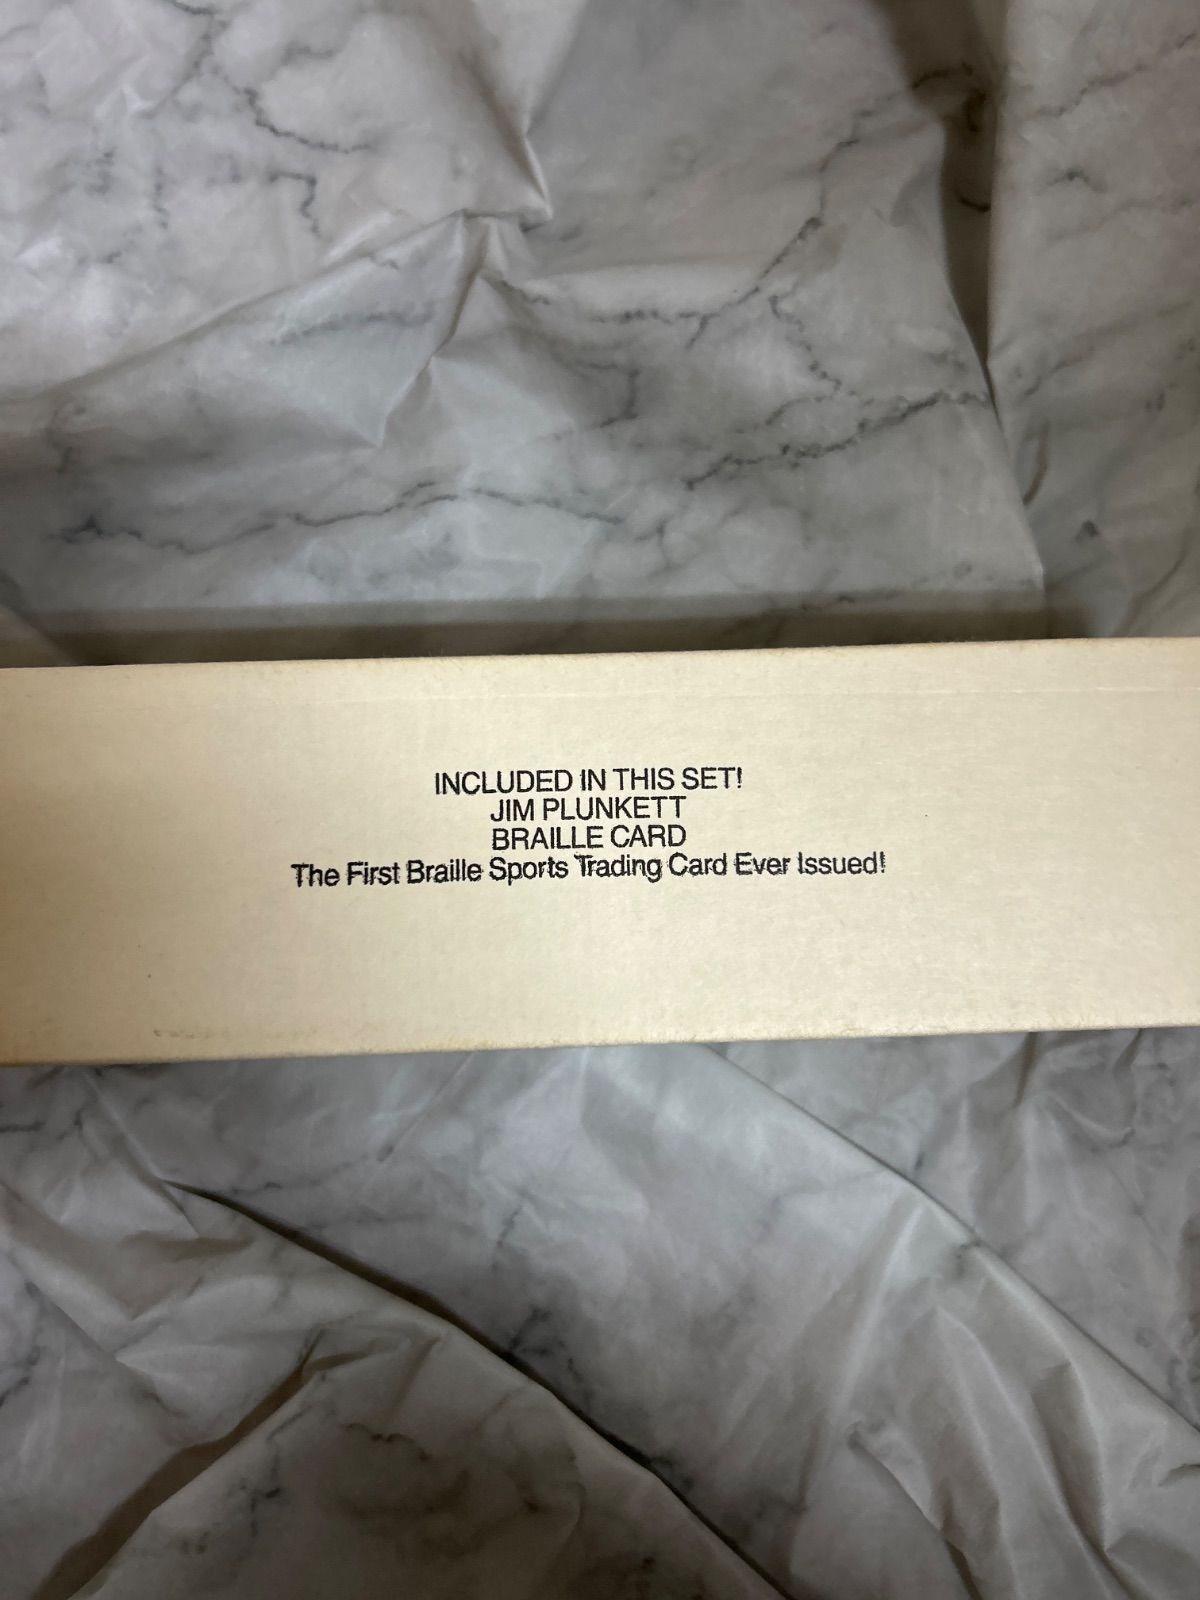 INCLUDED IN THIS SET!
JIM PLUNKETT
BRAILLE CARD
The First Braille Sports Trading Card Ever Issued!